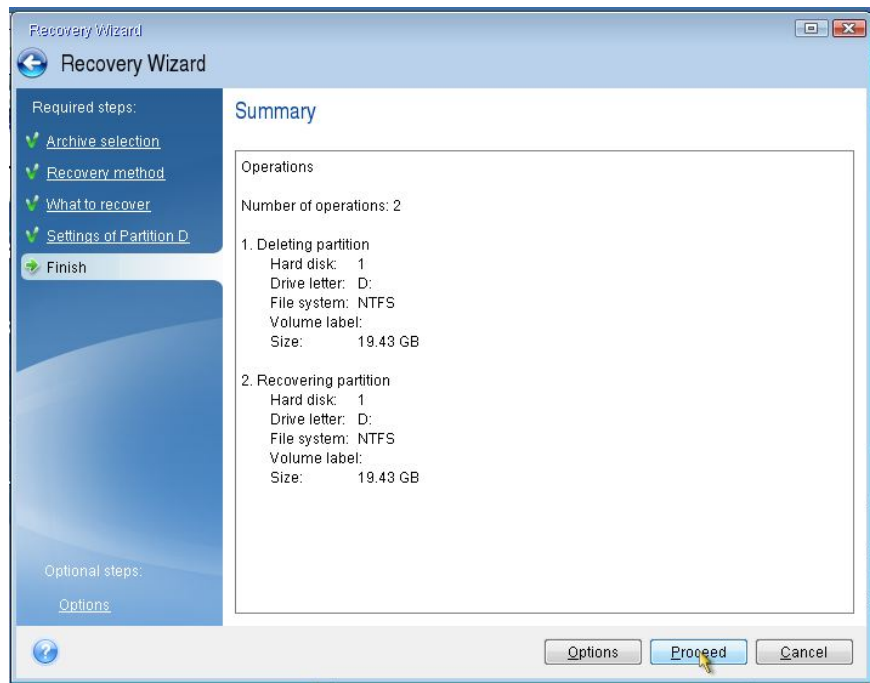 Recovery Wizard
Recovery Wizard
Required steps:
Archive selection
Recovery method
What to recover
Settings of Partition D
Finish
Optional steps:
Options
Summary
Operations
Number of operations: 2
1. Deleting partition
Hard disk: 1
Drive letter: D:
File system: NTFS
Volume label:
Size: 19.43 GB
2. Recovering partition
Hard disk: 1
Drive letter: D:
File system: NTFS
Volume label:
Size: 19.43 GB
?
Options Proceed Cancel